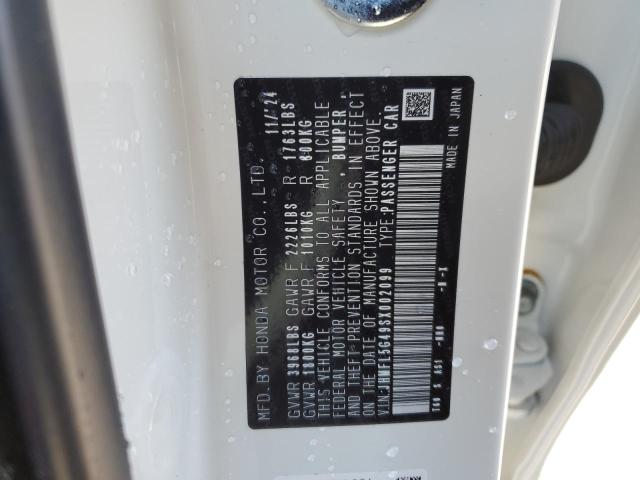 MFD.BY HONDA MOTOR CO.,LTD. 11/'24
GVWR 3968LBS GAWR F 2226LBS R 1763LBS
GVWR 1800KG GAWR F 1010KG R 800KG
THIS VEHICLE CONFORMS TO ALL APPLICABLE
FEDERAL MOTOR VEHICLE SAFETY , BUMPER ,
AND THEFT PREVENTION STANDARDS IN EFFECT
ON THE DATE OF MANUFACTURE SHOWN ABOVE.
VIN: JHMFL5G49SX002099 TYPE:PASSENGER CAR
MADE IN JAPAN